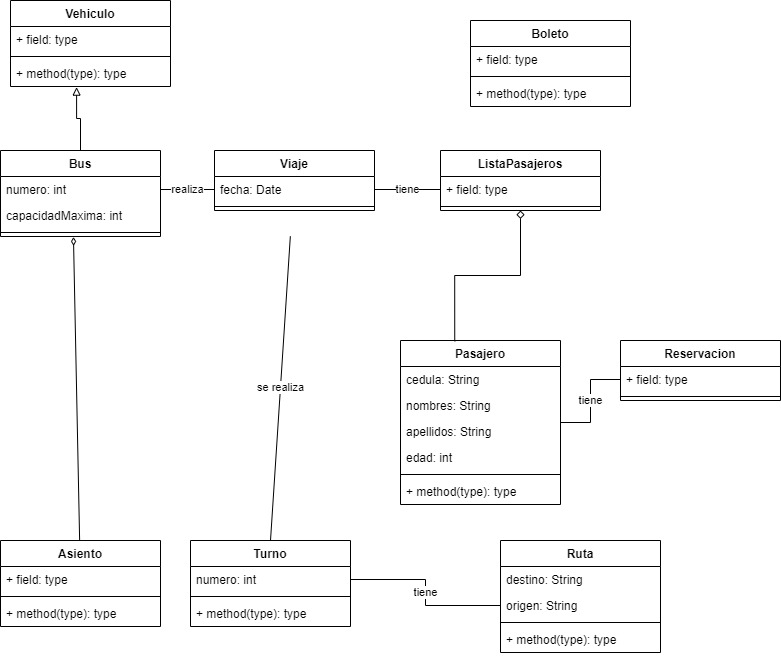 Vehiculo
+ field: type
+ method(type): type
Boleto
+ field: type
+ method(type): type
Bus
numero: int
capacidadMaxima: int
realiza
Viaje
fecha: Date
tiene
ListaPasajeros
+ field: type
se realiza
Pasajero
cedula: String
nombres: String
apellidos: String
edad: int
+ method(type): type
tiene
Reservacion
+ field: type
Asiento
+ field: type
+ method(type): type
Turno
numero: int
+ method(type): type
tiene
Ruta
destino: String
origen: String
+ method(type): type